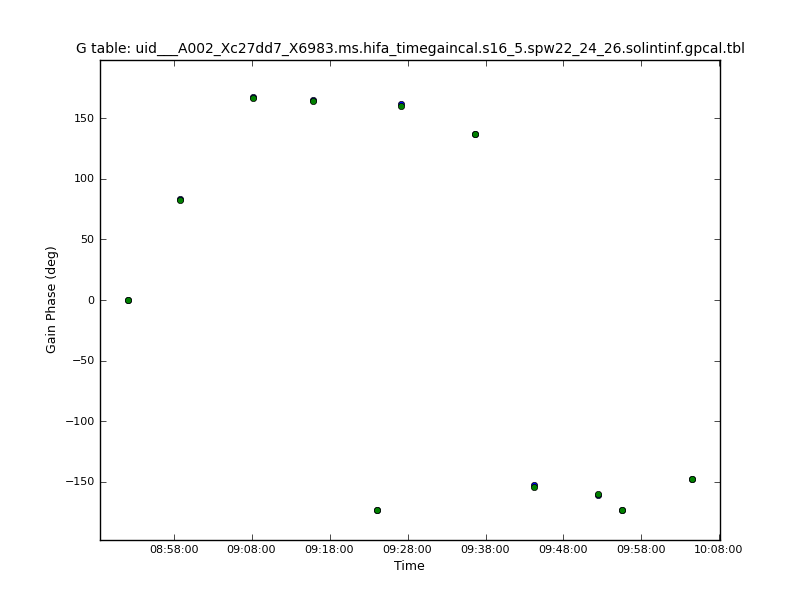 G table: uid___A002_Xc27dd7_X6983.ms.hifa_timegaincal.s16_5.spw22_24_26.solintinf.gpcal.tbl
150
100
50
0
−50
−100
−150
Gain Phase (deg)
08:58:00 09:08:00 09:18:00 09:28:00 09:38:00 09:48:00 09:58:00 10:08:00
Time